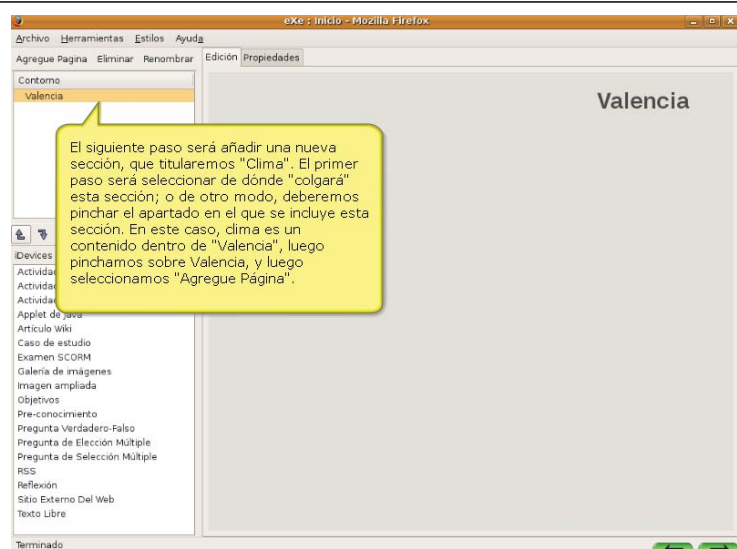 eXe : Inicio - Mozilla Firefox
Archivo Herramientas Estilos Ayuda
Agregue Pagina Eliminar Renombrar
Edición Propiedades
Contorno
Valencia
Valencia
El siguiente paso será añadir una nueva
sección, que titularemos "Clima". El primer
paso será seleccionar de dónde "colgará"
esta sección; o de otro modo, deberemos
pinchar el apartado en el que se incluye esta
sección. En este caso, clima es un
contenido dentro de "Valencia", luego
pinchamos sobre Valencia, y luego
seleccionamos "Agregue Página".
iDevices
Applet de Java
Artículo Wiki
Caso de estudio
Examen SCORM
Galería de imágenes
Imagen ampliada
Objetivos
Pre-conocimiento
Pregunta Verdadero-Falso
Pregunta de Elección Múltiple
Pregunta de Selección Múltiple
RSS
Reflexión
Sitio Externo Del Web
Texto Libre
Terminado